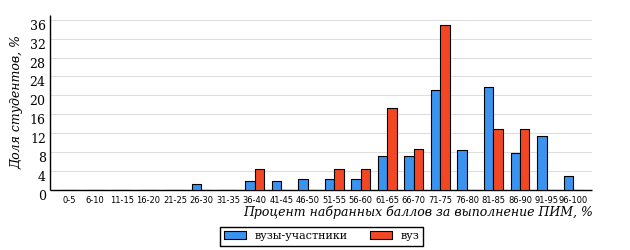 Доля студентов, %
36
32
28
24
20
16
12
8
4
0
0-5 6-10 11-15 16-20 21-25 26-30 31-35 36-40 41-45 46-50 51-55 56-60 61-65 66-70 71-75 76-80 81-85 86-90 91-95 96-100
Процент набранных баллов за выполнение ПИМ, %
вузы-участники вуз